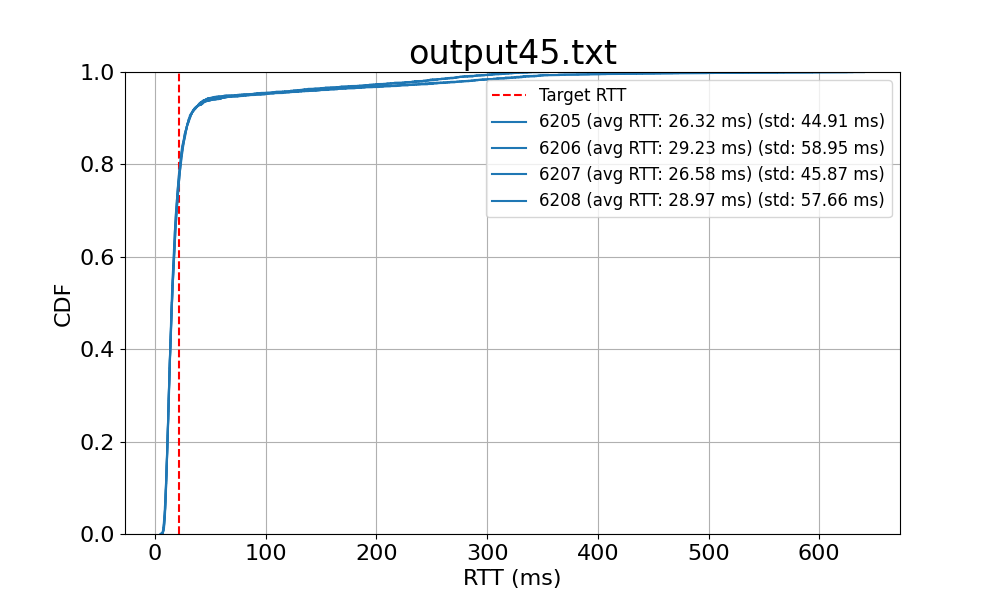 output45.txt
1.0
0.8
0.6
0.4
0.2
0.0
CDF
Target RTT
6205 (avg RTT: 26.32 ms) (std: 44.91 ms)
6206 (avg RTT: 29.23 ms) (std: 58.95 ms)
6207 (avg RTT: 26.58 ms) (std: 45.87 ms)
6208 (avg RTT: 28.97 ms) (std: 57.66 ms)
0 100 200 300 400 500 600
RTT (ms)